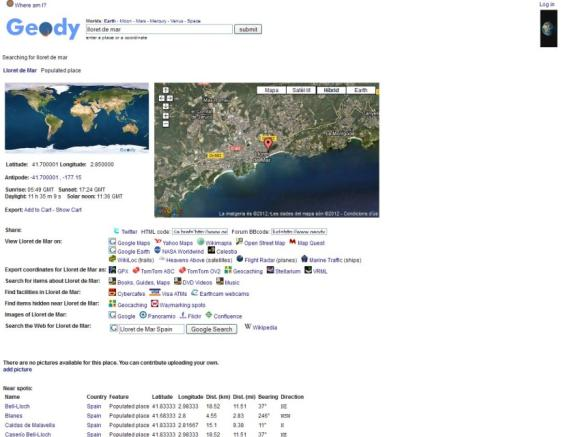 Where am I?
Log in
Geody
Worlds: Earth - Moon - Mars - Mercury - Venus - Space
lloret de mar
submit
enter a place or a coordinate
Searching for lloret de mar
Lloret de Mar Populated place
Mapa Satèl·lit Híbrid Earth
Geody
La imatgeria és ©2012, Les dades del mapa són ©2012 - Condicions d'ús
Latitude: 41.700001 Longitude: 2.850000
Antipode: -41.700001, -177.15
Sunrise: 05:49 GMT Sunset: 17:24 GMT
Daylight: 11 h 35 m 9 s Solar noon: 11:36 GMT
Export: Add to Cart - Show Cart
Share: Twitter HTML code: Forum BBcode:
View Lloret de Mar on: Google Maps Yahoo Maps Wikimapia Open Street Map Map Quest
Google Earth NASA Worldwind Celestia
WikiLoc (trails) Heavens Above (satellites) Flight Radar (planes) Marine Traffic (ships)
Export coordinates for Lloret de Mar as: GPX TomTom ASC TomTom OV2 Geocaching Stellarium VRML
Search for items about Lloret de Mar: Books, Guides, Maps DVD Videos Music
Find facilities in Lloret de Mar: Cybercafes Visa ATMs Earthcam webcams
Find items hidden near Lloret de Mar: Geocaching Waymarking spots
Images of Lloret de Mar: Google Panoramio Flickr Confluence
Search the Web for Lloret de Mar: Lloret de Mar Spain Google Search Wikipedia
There are no pictures available for this place. You can contribute uploading your own.
add picture
Near spots:
Name Country Feature Latitude Longitude Dist. (km) Dist. (mi) Bearing Direction
Bell-Lloch Spain Populated place 41.83333 2.98333 18.52 11.51 37° NE
Blanes Spain Populated place 41.68333 2.8 4.55 2.83 246° WSW
Caldas de Malavella Spain Populated place 41.83333 2.81667 15.1 9.38 11° N
Caserío Bell-Lloch Spain Populated place 41.83333 2.98333 18.52 11.51 37° NE